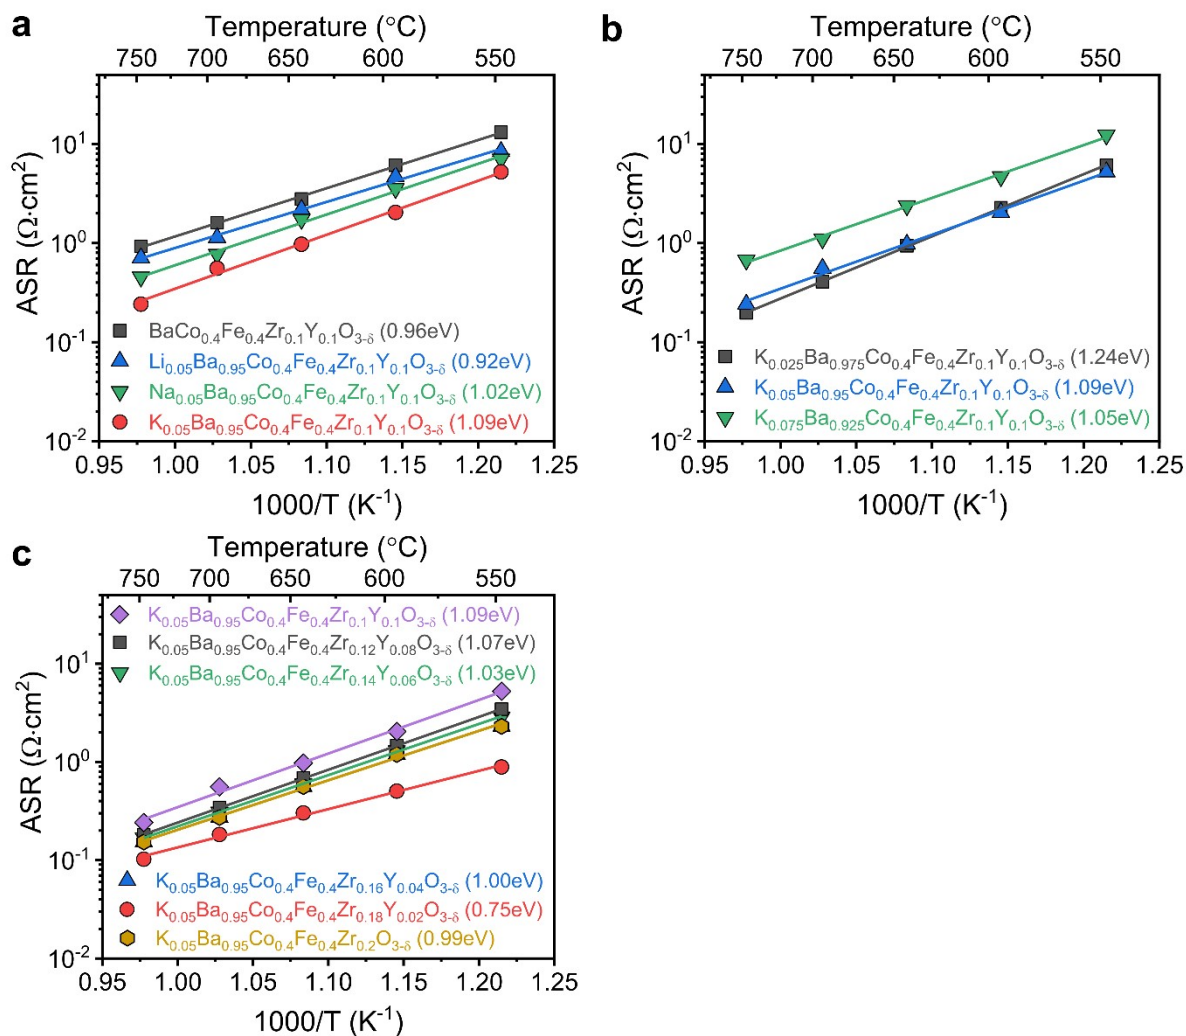 a
Temperature (°C)
750 700 650 600 550
ASR (Ω·cm²)
10¹
10⁰
10⁻¹
10⁻²
BaCo₀.₄Fe₀.₄Zr₀.₁Y₀.₁O₃₋δ (0.96eV)
Li₀.₀₅Ba₀.₉₅Co₀.₄Fe₀.₄Zr₀.₁Y₀.₁O₃₋δ (0.92eV)
Na₀.₀₅Ba₀.₉₅Co₀.₄Fe₀.₄Zr₀.₁Y₀.₁O₃₋δ (1.02eV)
K₀.₀₅Ba₀.₉₅Co₀.₄Fe₀.₄Zr₀.₁Y₀.₁O₃₋δ (1.09eV)
0.95 1.00 1.05 1.10 1.15 1.20 1.25
1000/T (K⁻¹)
b
Temperature (°C)
750 700 650 600 550
ASR (Ω·cm²)
10¹
10⁰
10⁻¹
10⁻²
K₀.₀₂₅Ba₀.₉₇₅Co₀.₄Fe₀.₄Zr₀.₁Y₀.₁O₃₋δ (1.24eV)
K₀.₀₅Ba₀.₉₅Co₀.₄Fe₀.₄Zr₀.₁Y₀.₁O₃₋δ (1.09eV)
K₀.₀₇₅Ba₀.₉₂₅Co₀.₄Fe₀.₄Zr₀.₁Y₀.₁O₃₋δ (1.05eV)
0.95 1.00 1.05 1.10 1.15 1.20 1.25
1000/T (K⁻¹)
c
Temperature (°C)
750 700 650 600 550
ASR (Ω·cm²)
10¹
10⁰
10⁻¹
10⁻²
K₀.₀₅Ba₀.₉₅Co₀.₄Fe₀.₄Zr₀.₁Y₀.₁O₃₋δ (1.09eV)
K₀.₀₅Ba₀.₉₅Co₀.₄Fe₀.₄Zr₀.₁₂Y₀.₀₈O₃₋δ (1.07eV)
K₀.₀₅Ba₀.₉₅Co₀.₄Fe₀.₄Zr₀.₁₄Y₀.₀₆O₃₋δ (1.03eV)
K₀.₀₅Ba₀.₉₅Co₀.₄Fe₀.₄Zr₀.₁₆Y₀.₀₄O₃₋δ (1.00eV)
K₀.₀₅Ba₀.₉₅Co₀.₄Fe₀.₄Zr₀.₁₈Y₀.₀₂O₃₋δ (0.75eV)
K₀.₀₅Ba₀.₉₅Co₀.₄Fe₀.₄Zr₀.₂O₃₋δ (0.99eV)
0.95 1.00 1.05 1.10 1.15 1.20 1.25
1000/T (K⁻¹)